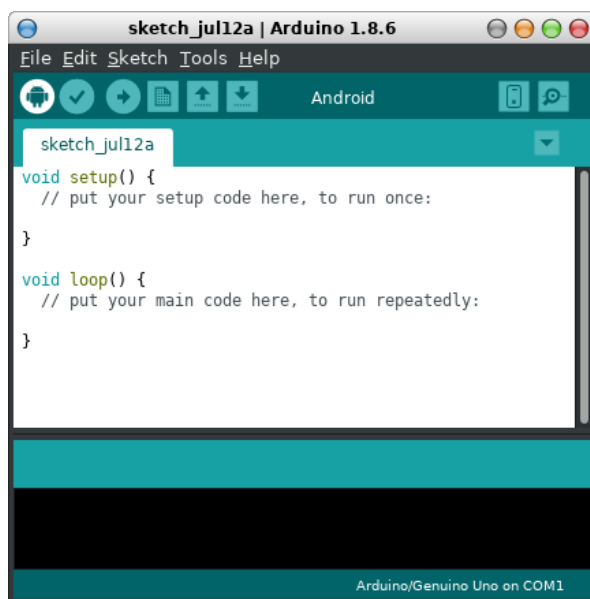 sketch_jul12a | Arduino 1.8.6
File Edit Sketch Tools Help
Android
sketch_jul12a
void setup() {
  // put your setup code here, to run once:
}
void loop() {
  // put your main code here, to run repeatedly:
}
Arduino/Genuino Uno on COM1